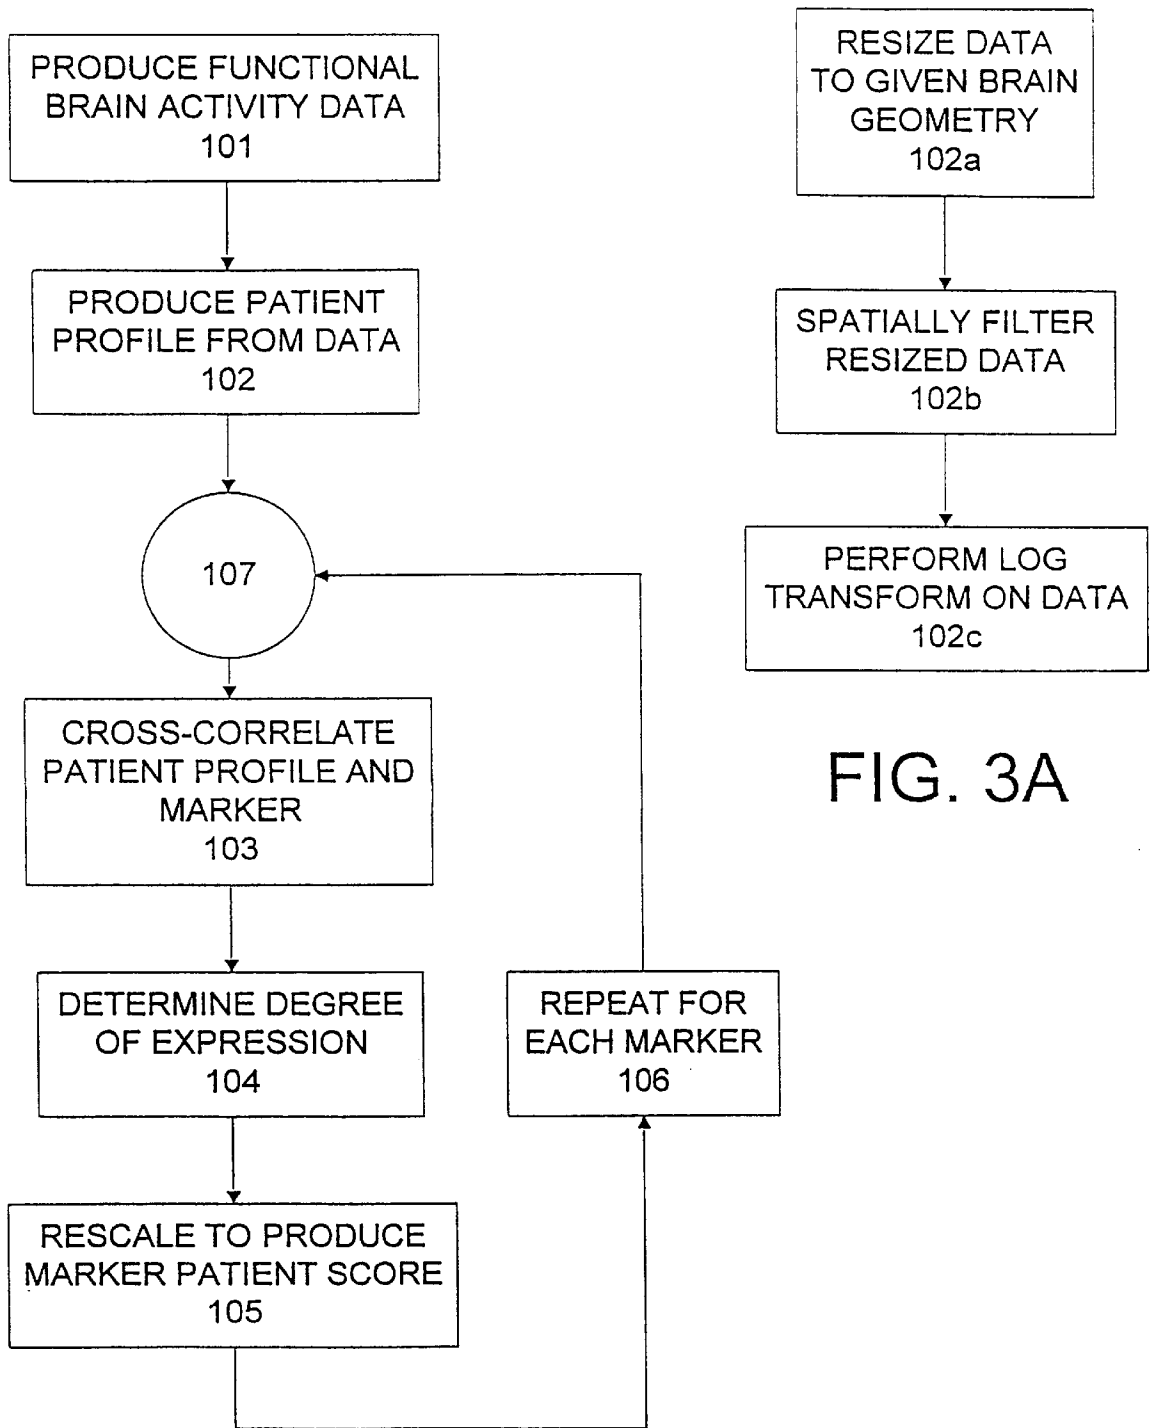 PRODUCE FUNCTIONAL
BRAIN ACTIVITY DATA
101
PRODUCE PATIENT
PROFILE FROM DATA
102
107
CROSS-CORRELATE
PATIENT PROFILE AND
MARKER
103
DETERMINE DEGREE
OF EXPRESSION
104
RESCALE TO PRODUCE
MARKER PATIENT SCORE
105
REPEAT FOR
EACH MARKER
106
RESIZE DATA
TO GIVEN BRAIN
GEOMETRY
102a
SPATIALLY FILTER
RESIZED DATA
102b
PERFORM LOG
TRANSFORM ON DATA
102c
FIG. 3A